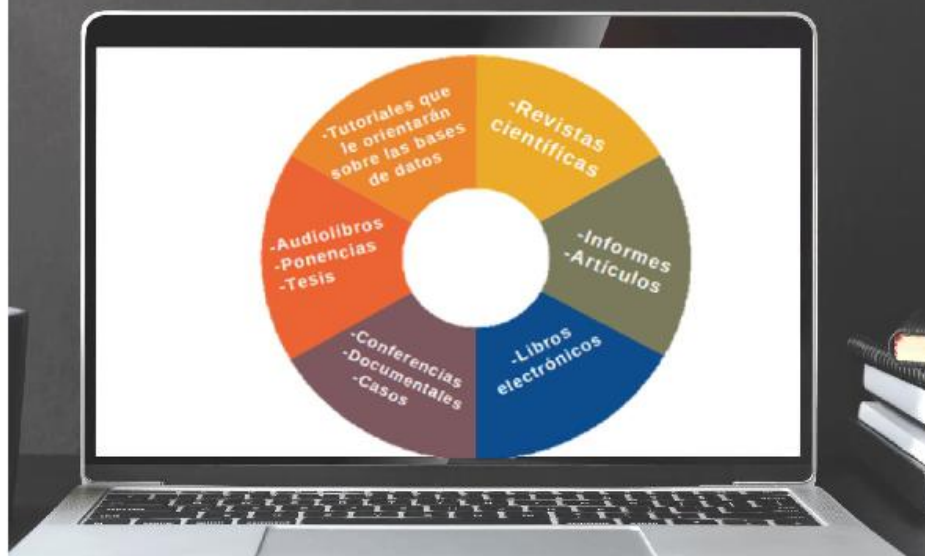 -Tutoriales que
le orientarán
sobre las bases
de datos
-Revistas
científicas
-Informes
-Artículos
-Libros
electrónicos
-Conferencias
-Documentales
-Casos
-Audiolibros
-Ponencias
-Tesis